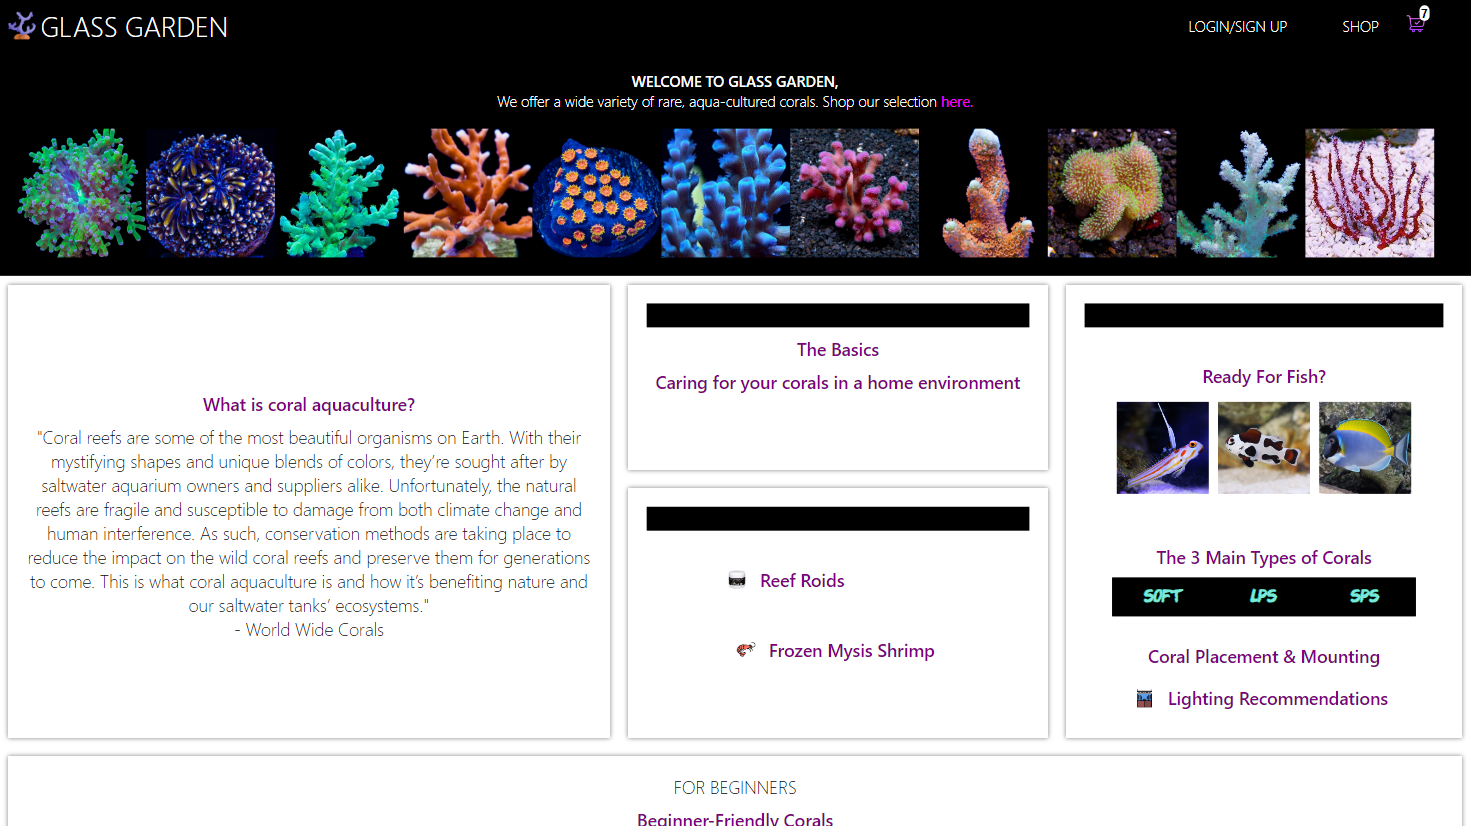 GLASS GARDEN
LOGIN/SIGN UP
SHOP
7
WELCOME TO GLASS GARDEN,
We offer a wide variety of rare, aqua-cultured corals. Shop our selection here.
What is coral aquaculture?
"Coral reefs are some of the most beautiful organisms on Earth. With their
mystifying shapes and unique blends of colors, they’re sought after by
saltwater aquarium owners and suppliers alike. Unfortunately, the natural
reefs are fragile and susceptible to damage from both climate change and
human interference. As such, conservation methods are taking place to
reduce the impact on the wild coral reefs and preserve them for generations
to come. This is what coral aquaculture is and how it’s benefiting nature and
our saltwater tanks’ ecosystems."
- World Wide Corals
The Basics
Caring for your corals in a home environment
Reef Roids
Frozen Mysis Shrimp
Ready For Fish?
The 3 Main Types of Corals
SOFT
LPS
SPS
Coral Placement & Mounting
Lighting Recommendations
FOR BEGINNERS
Beginner-Friendly Corals